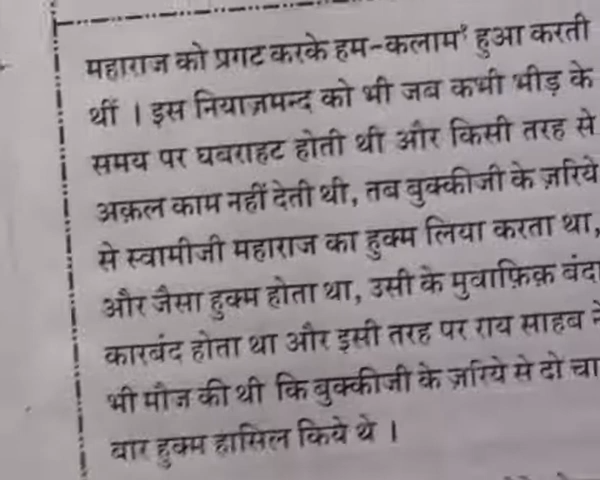 महाराज को प्रगट करके हम-कलाम¹ हुआ करती
थीं । इस नियाज़मन्द को भी जब कभी भीड़ के
समय पर घबराहट होती थी और किसी तरह से
अक़ल काम नहीं देती थी, तब बुक्कीजी के ज़रिये
से स्वामीजी महाराज का हुक्म लिया करता था,
और जैसा हुक्म होता था, उसी के मुवाफ़िक़ बंदा
कारबंद होता था और इसी तरह पर राय साहब ने
भी मौज की थी कि बुक्कीजी के ज़रिये से दो चा
बार हुक्म हासिल किये थे ।